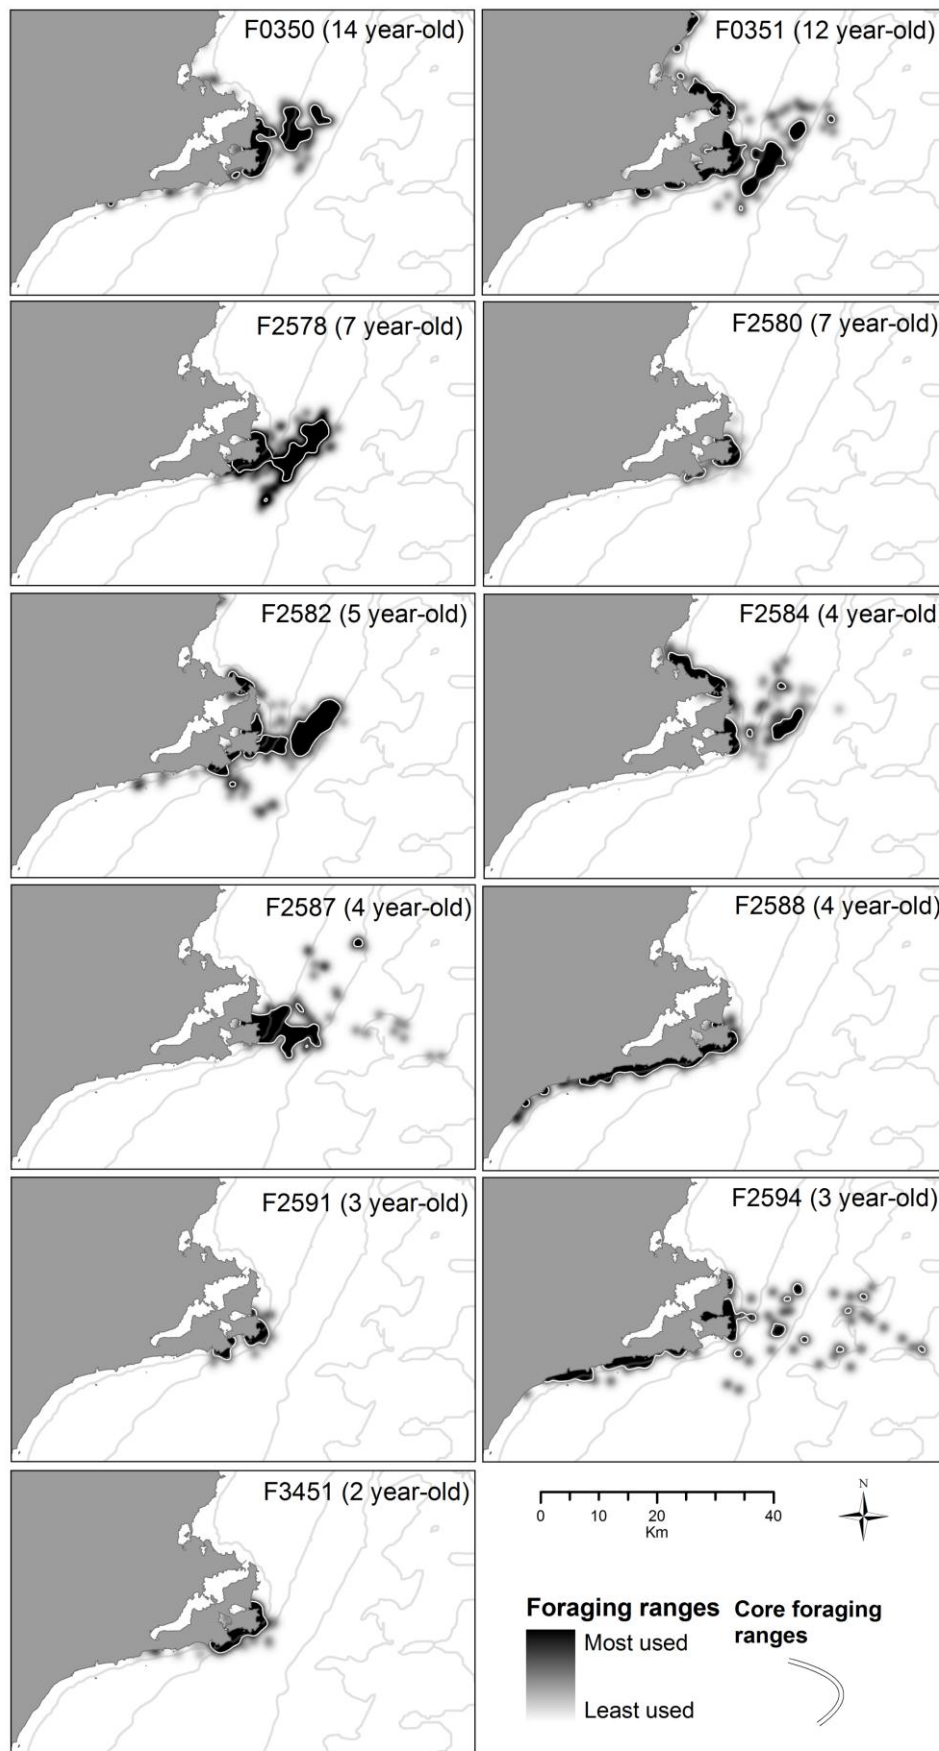 F0350 (14 year-old)
F0351 (12 year-old)
F2578 (7 year-old)
F2580 (7 year-old)
F2582 (5 year-old)
F2584 (4 year-old)
F2587 (4 year-old)
F2588 (4 year-old)
F2591 (3 year-old)
F2594 (3 year-old)
F3451 (2 year-old)
N
0 10 20 40
Km
Foraging ranges
Most used
Least used
Core foraging
ranges